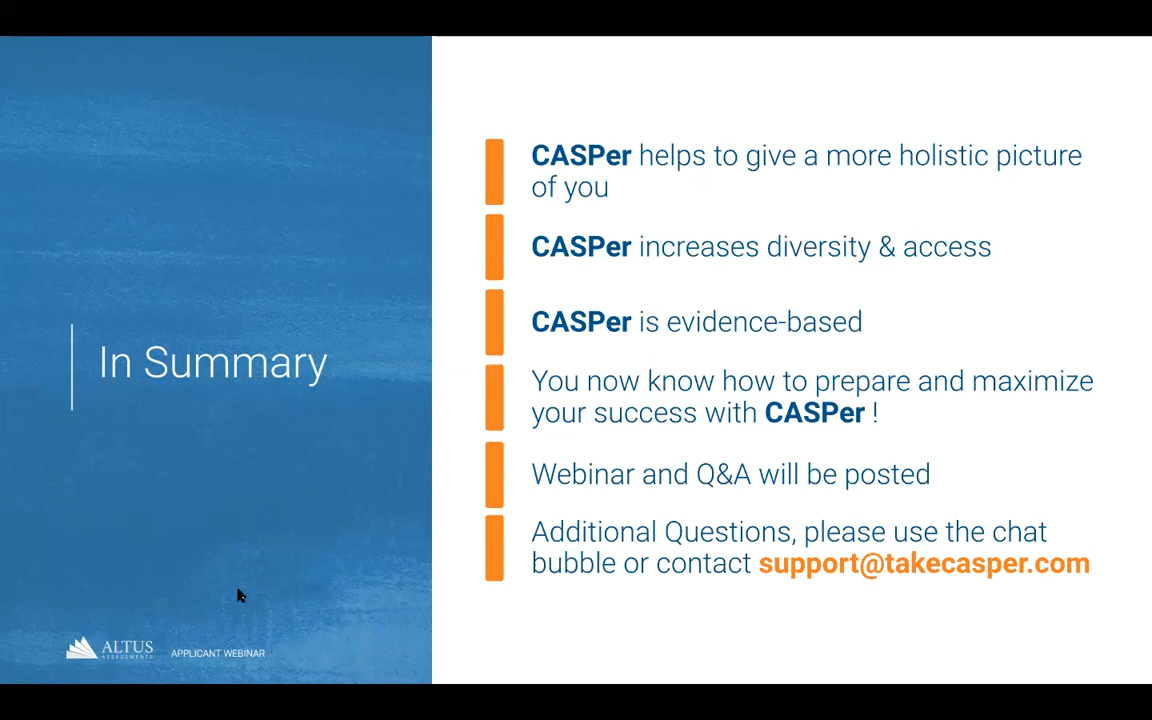 In Summary
CASPer helps to give a more holistic picture
of you
CASPer increases diversity & access
CASPer is evidence-based
You now know how to prepare and maximize
your success with CASPer !
Webinar and Q&A will be posted
Additional Questions, please use the chat
bubble or contact support@takecasper.com
ALTUS
ASSESSMENTS
APPLICANT WEBINAR